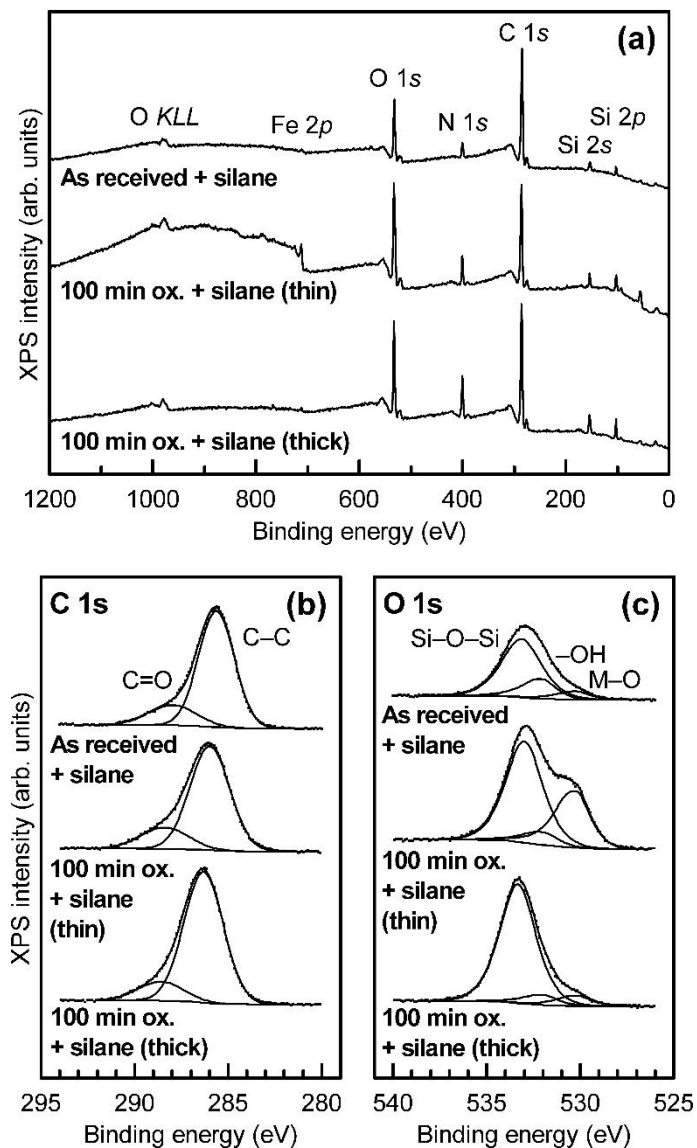 (a)
C 1s
O 1s
Si 2p
O KLL
Fe 2p
N 1s
Si 2s
As received + silane
100 min ox. + silane (thin)
100 min ox. + silane (thick)
XPS intensity (arb. units)
1200 1000 800 600 400 200 0
Binding energy (eV)
C 1s (b)
C–C
C=O
As received
+ silane
100 min ox.
+ silane
(thin)
100 min ox.
+ silane (thick)
XPS intensity (arb. units)
295 290 285 280
Binding energy (eV)
O 1s (c)
Si–O–Si
–OH
M–O
As received
+ silane
100 min ox.
+ silane
(thin)
100 min ox.
+ silane (thick)
540 535 530 525
Binding energy (eV)